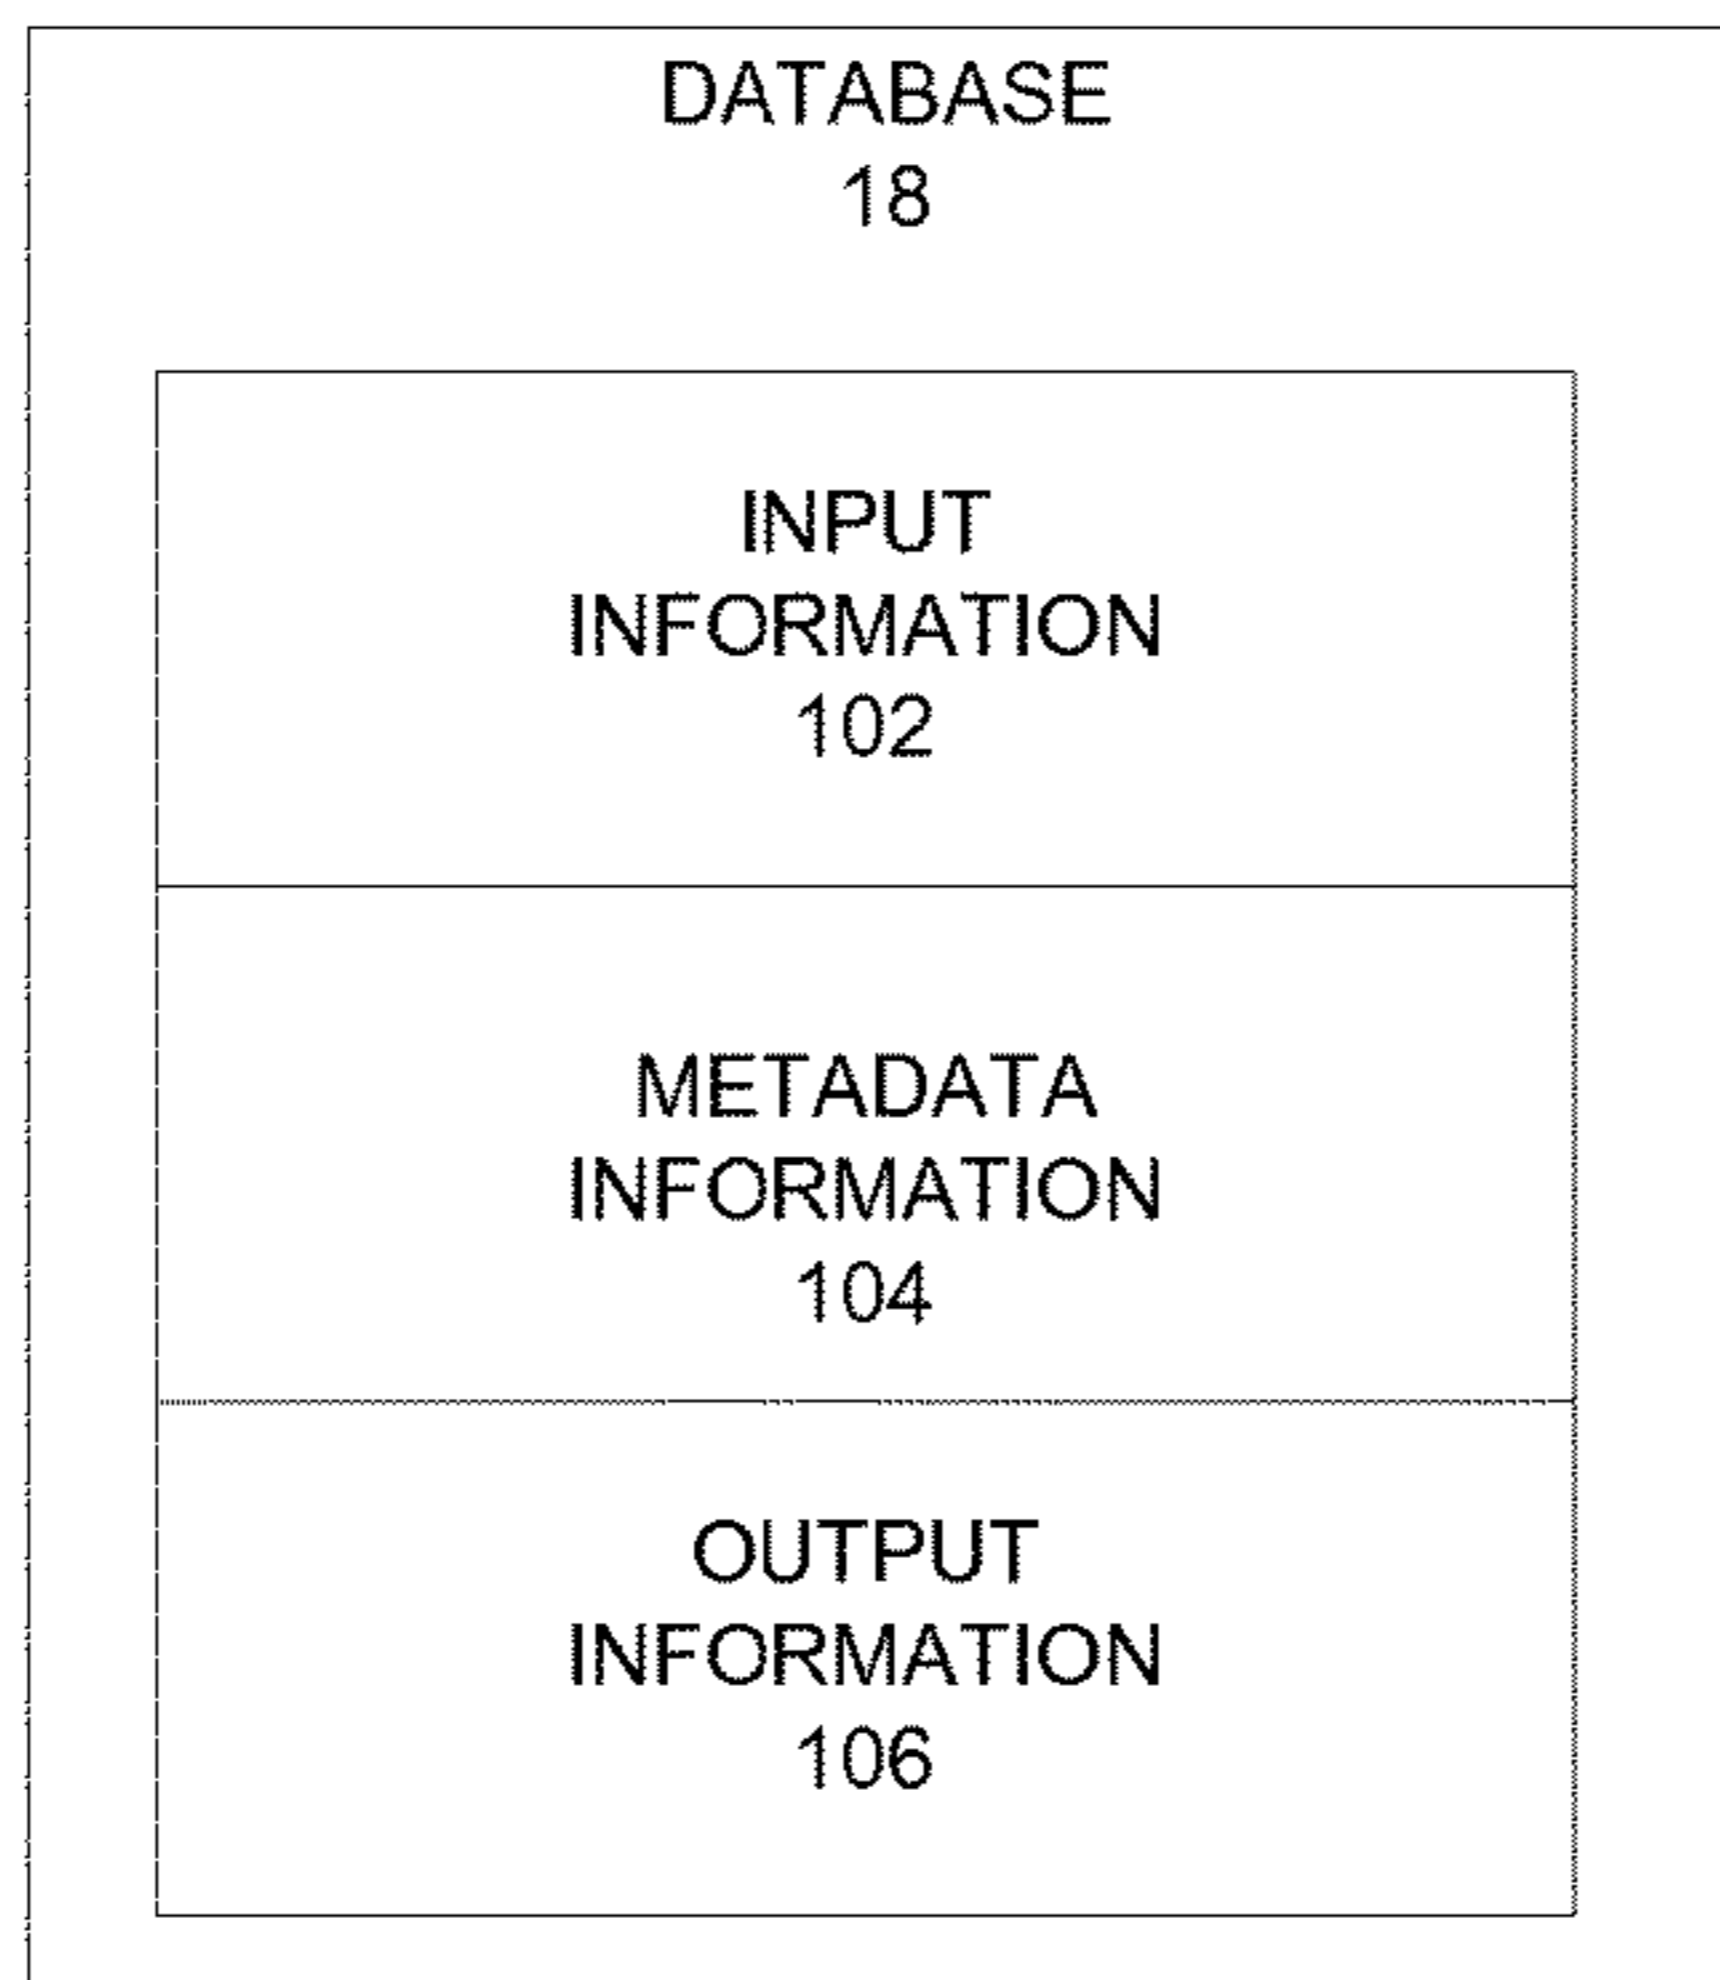 DATABASE
18
INPUT
INFORMATION
102
METADATA
INFORMATION
104
OUTPUT
INFORMATION
106